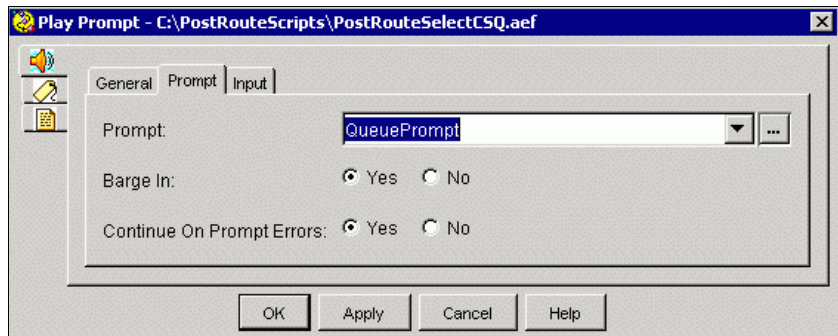 Play Prompt - C:\PostRouteScripts\PostRouteSelectCSQ.aef
General Prompt Input
Prompt: QueuePrompt ...
Barge In: Yes No
Continue On Prompt Errors: Yes No
OK Apply Cancel Help